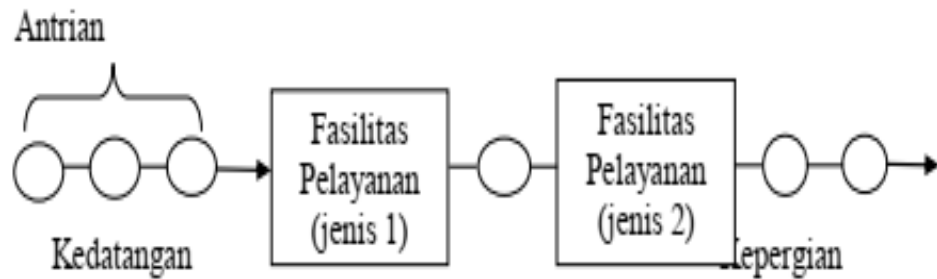 Antrian
Fasilitas
Pelayanan
(jenis 1)
Fasilitas
Pelayanan
(jenis 2)
Kedatangan
Kepergian